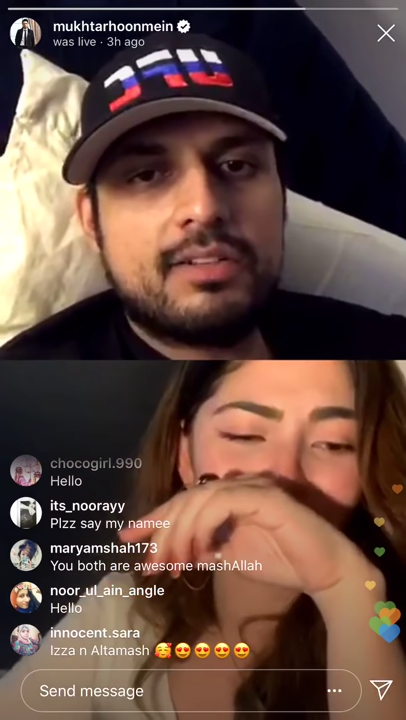 mukhtarhoonmein
was live · 3h ago
chocogirl.990
Hello
its_noorayy
Plzz say my namee
maryamshah173
You both are awesome mashAllah
noor_ul_ain_angle
Hello
innocent.sara
Izza n Altamash 🥰😍😍😍😍
Send message